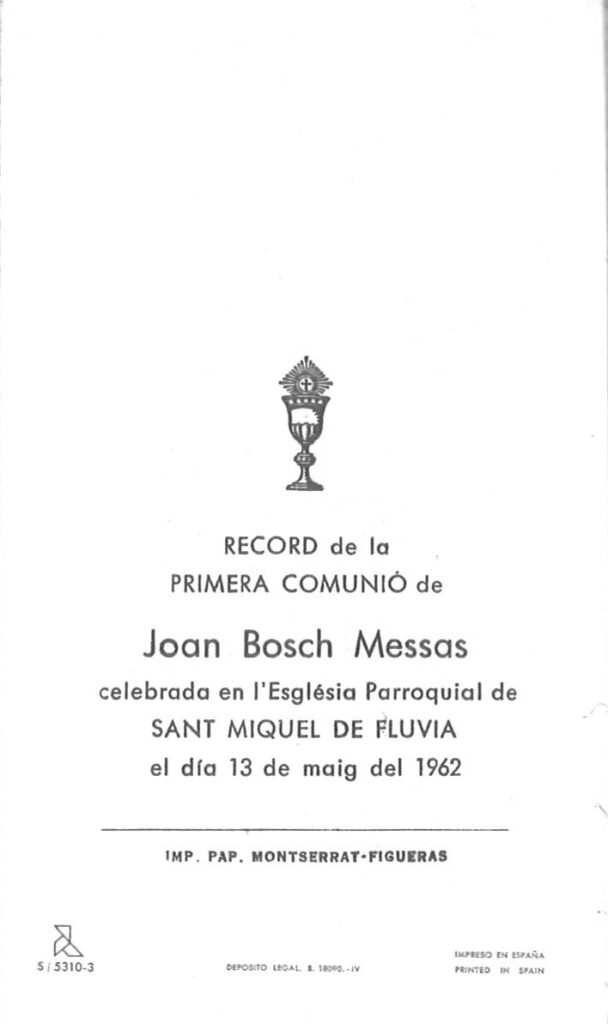 RECORD de la
PRIMERA COMUNIÓ de
Joan Bosch Messas
celebrada en l'Església Parroquial de
SANT MIQUEL DE FLUVIA
el día 13 de maig del 1962
IMP. PAP. MONTSERRAT-FIGUERAS
S/5310-3
DEPOSITO LEGAL. B. 18090.-IV
IMPRESO EN ESPAÑA
PRINTED IN SPAIN